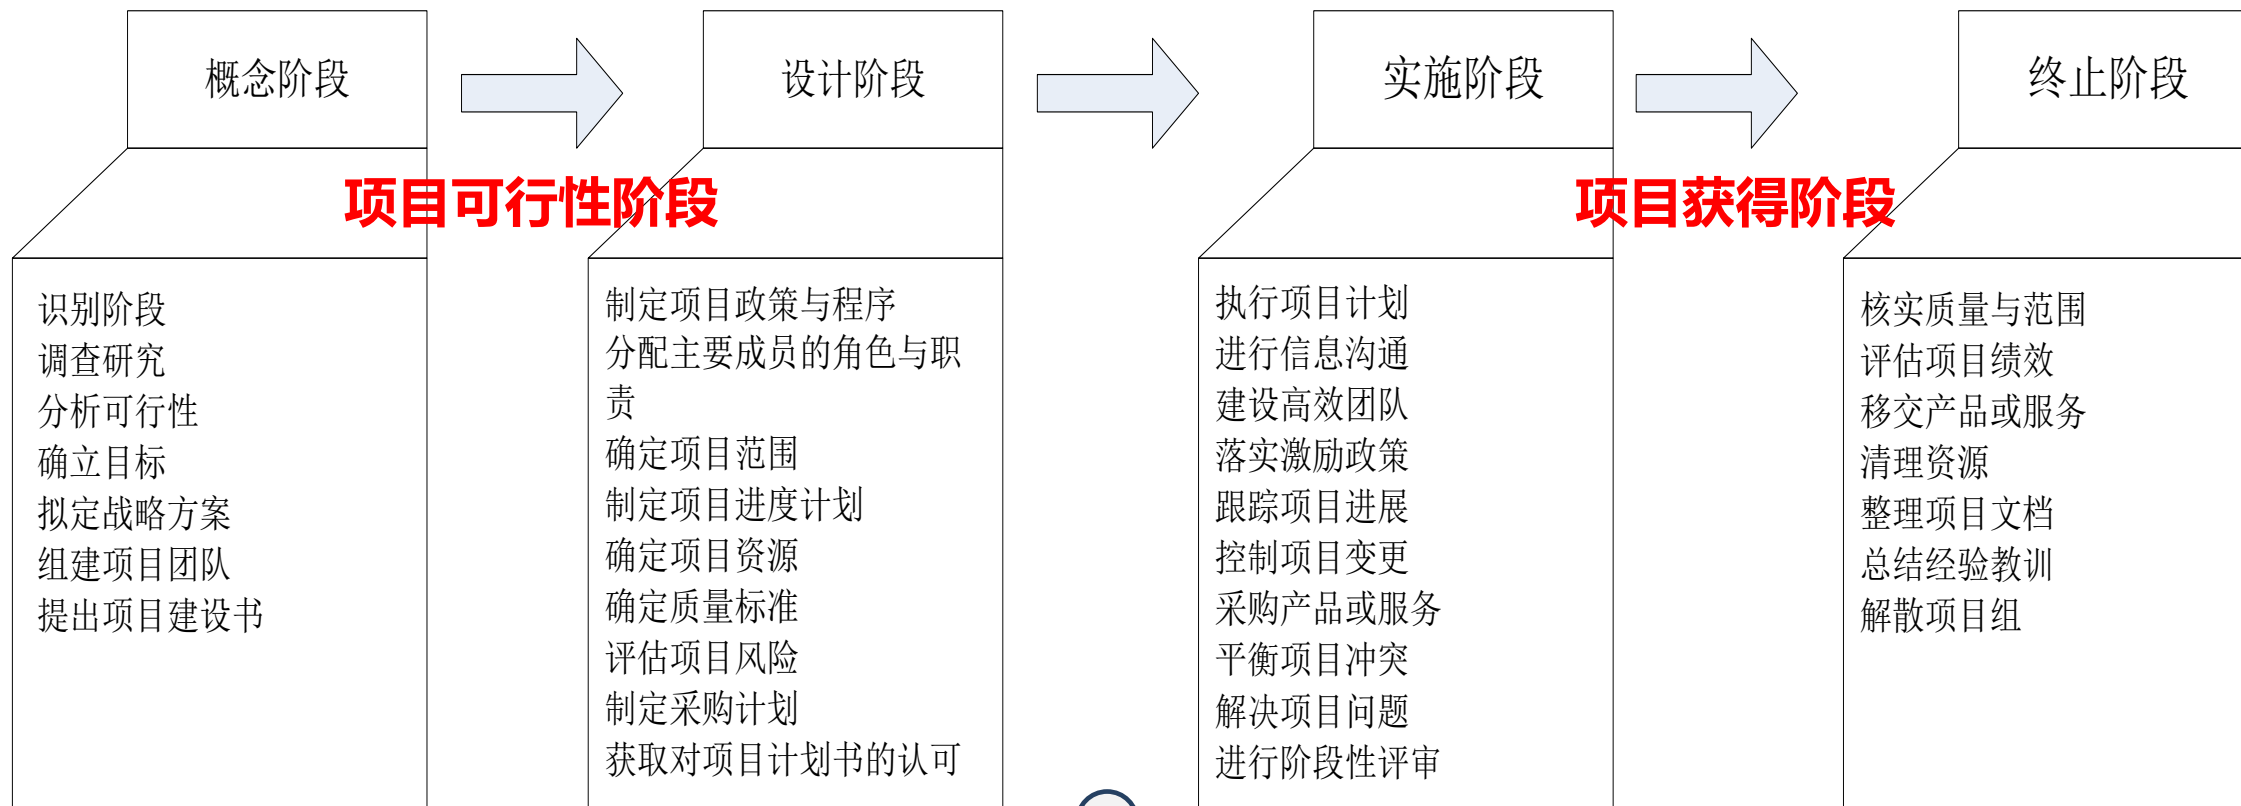 概念阶段
设计阶段
实施阶段
终止阶段
项目可行性阶段
项目获得阶段
识别阶段
调查研究
分析可行性
确立目标
拟定战略方案
组建项目团队
提出项目建设书
制定项目政策与程序
分配主要成员的角色与职
责
确定项目范围
制定项目进度计划
确定项目资源
确定质量标准
评估项目风险
制定采购计划
获取对项目计划书的认可
执行项目计划
进行信息沟通
建设高效团队
落实激励政策
跟踪项目进展
控制项目变更
采购产品或服务
平衡项目冲突
解决项目问题
进行阶段性评审
核实质量与范围
评估项目绩效
移交产品或服务
清理资源
整理项目文档
总结经验教训
解散项目组